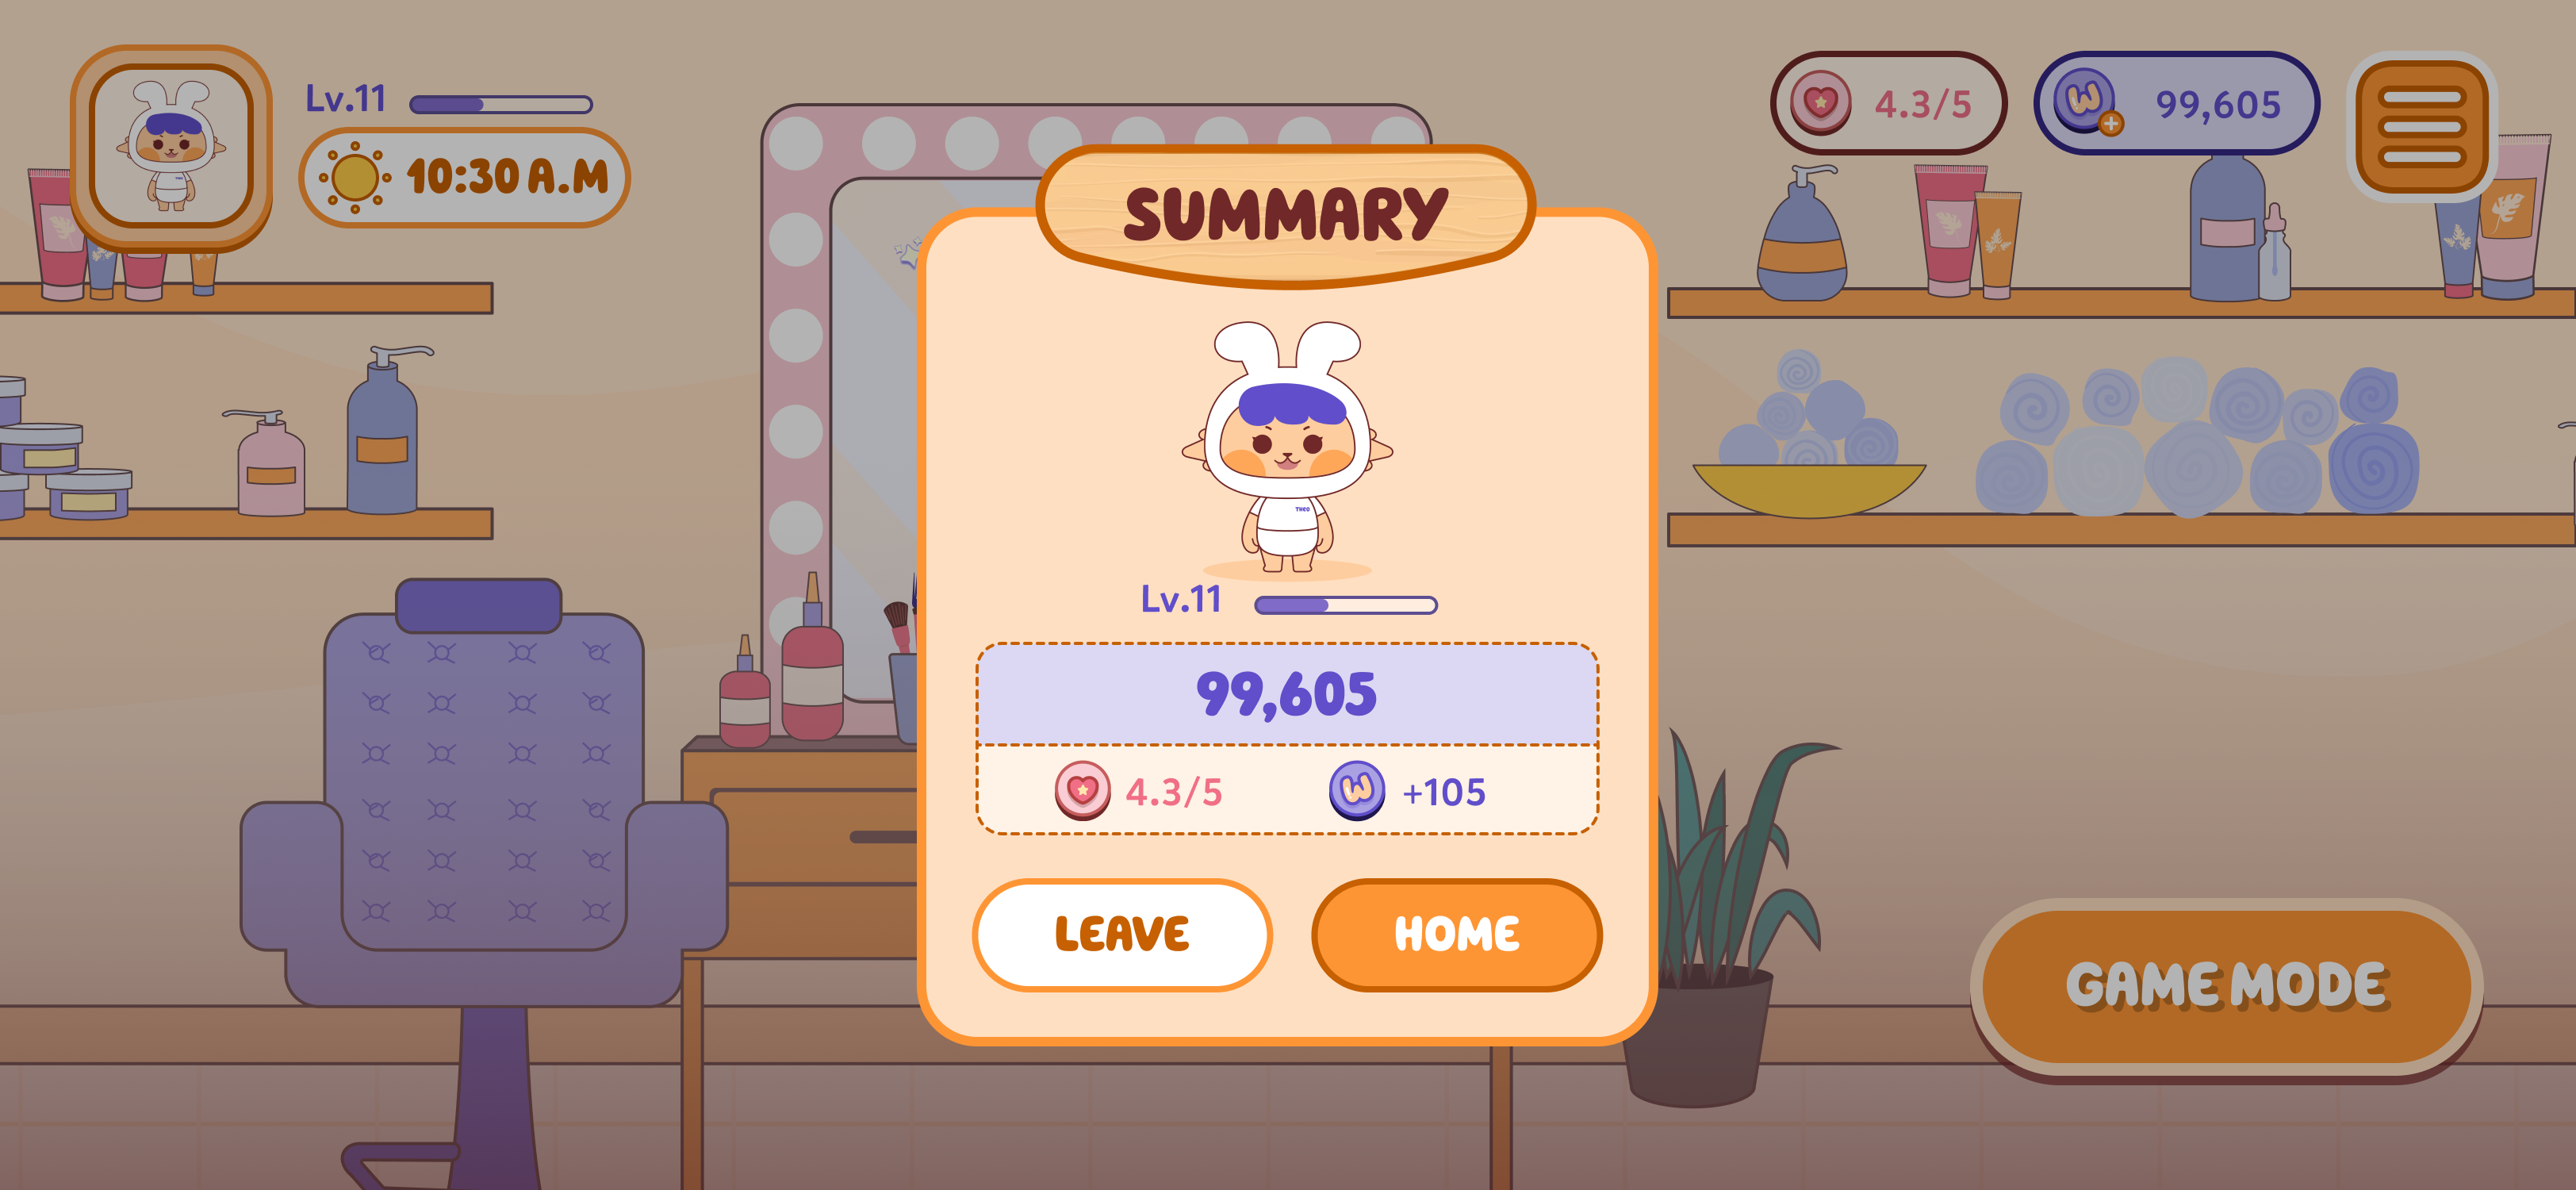 Lv.11
10:30 A.M
4.3/5
99,605
SUMMARY
THEO
Lv.11
99,605
4.3/5
W
+105
LEAVE
HOME
GAME MODE